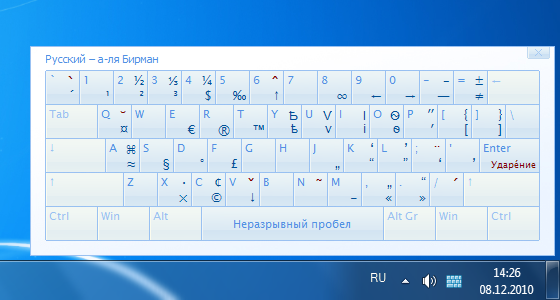 Русский – а-ля Бирман
` ` ´ 1 ¹ 2 ½ ² 3 ⅓ ³ 4 ¼ $ 5 ‰ 6 ˆ ↑ 7 8 ∞ 9 ← 0 → - – — = ± ≠ ←
Tab Q ˘ ¤ W E € R ® T ™ Y Ѣ ѣ U Ѵ ѵ I І і O Ѳ ѳ P ″ ′ [ { [ ] } ] \
↓ A ⌘ ≈ S § D ° F £ G H J „ K ‘ “ L ’ ” ; ¨ ‘ ' ’ Enter Ударе́ние
↑ Z X · × C ¢ © V ˇ ↓ B N ˜ M – , „ « . “ » / ˊ ↑
Ctrl Win Alt Неразрывный пробел Alt Gr Win Ctrl
RU
14:26
08.12.2010